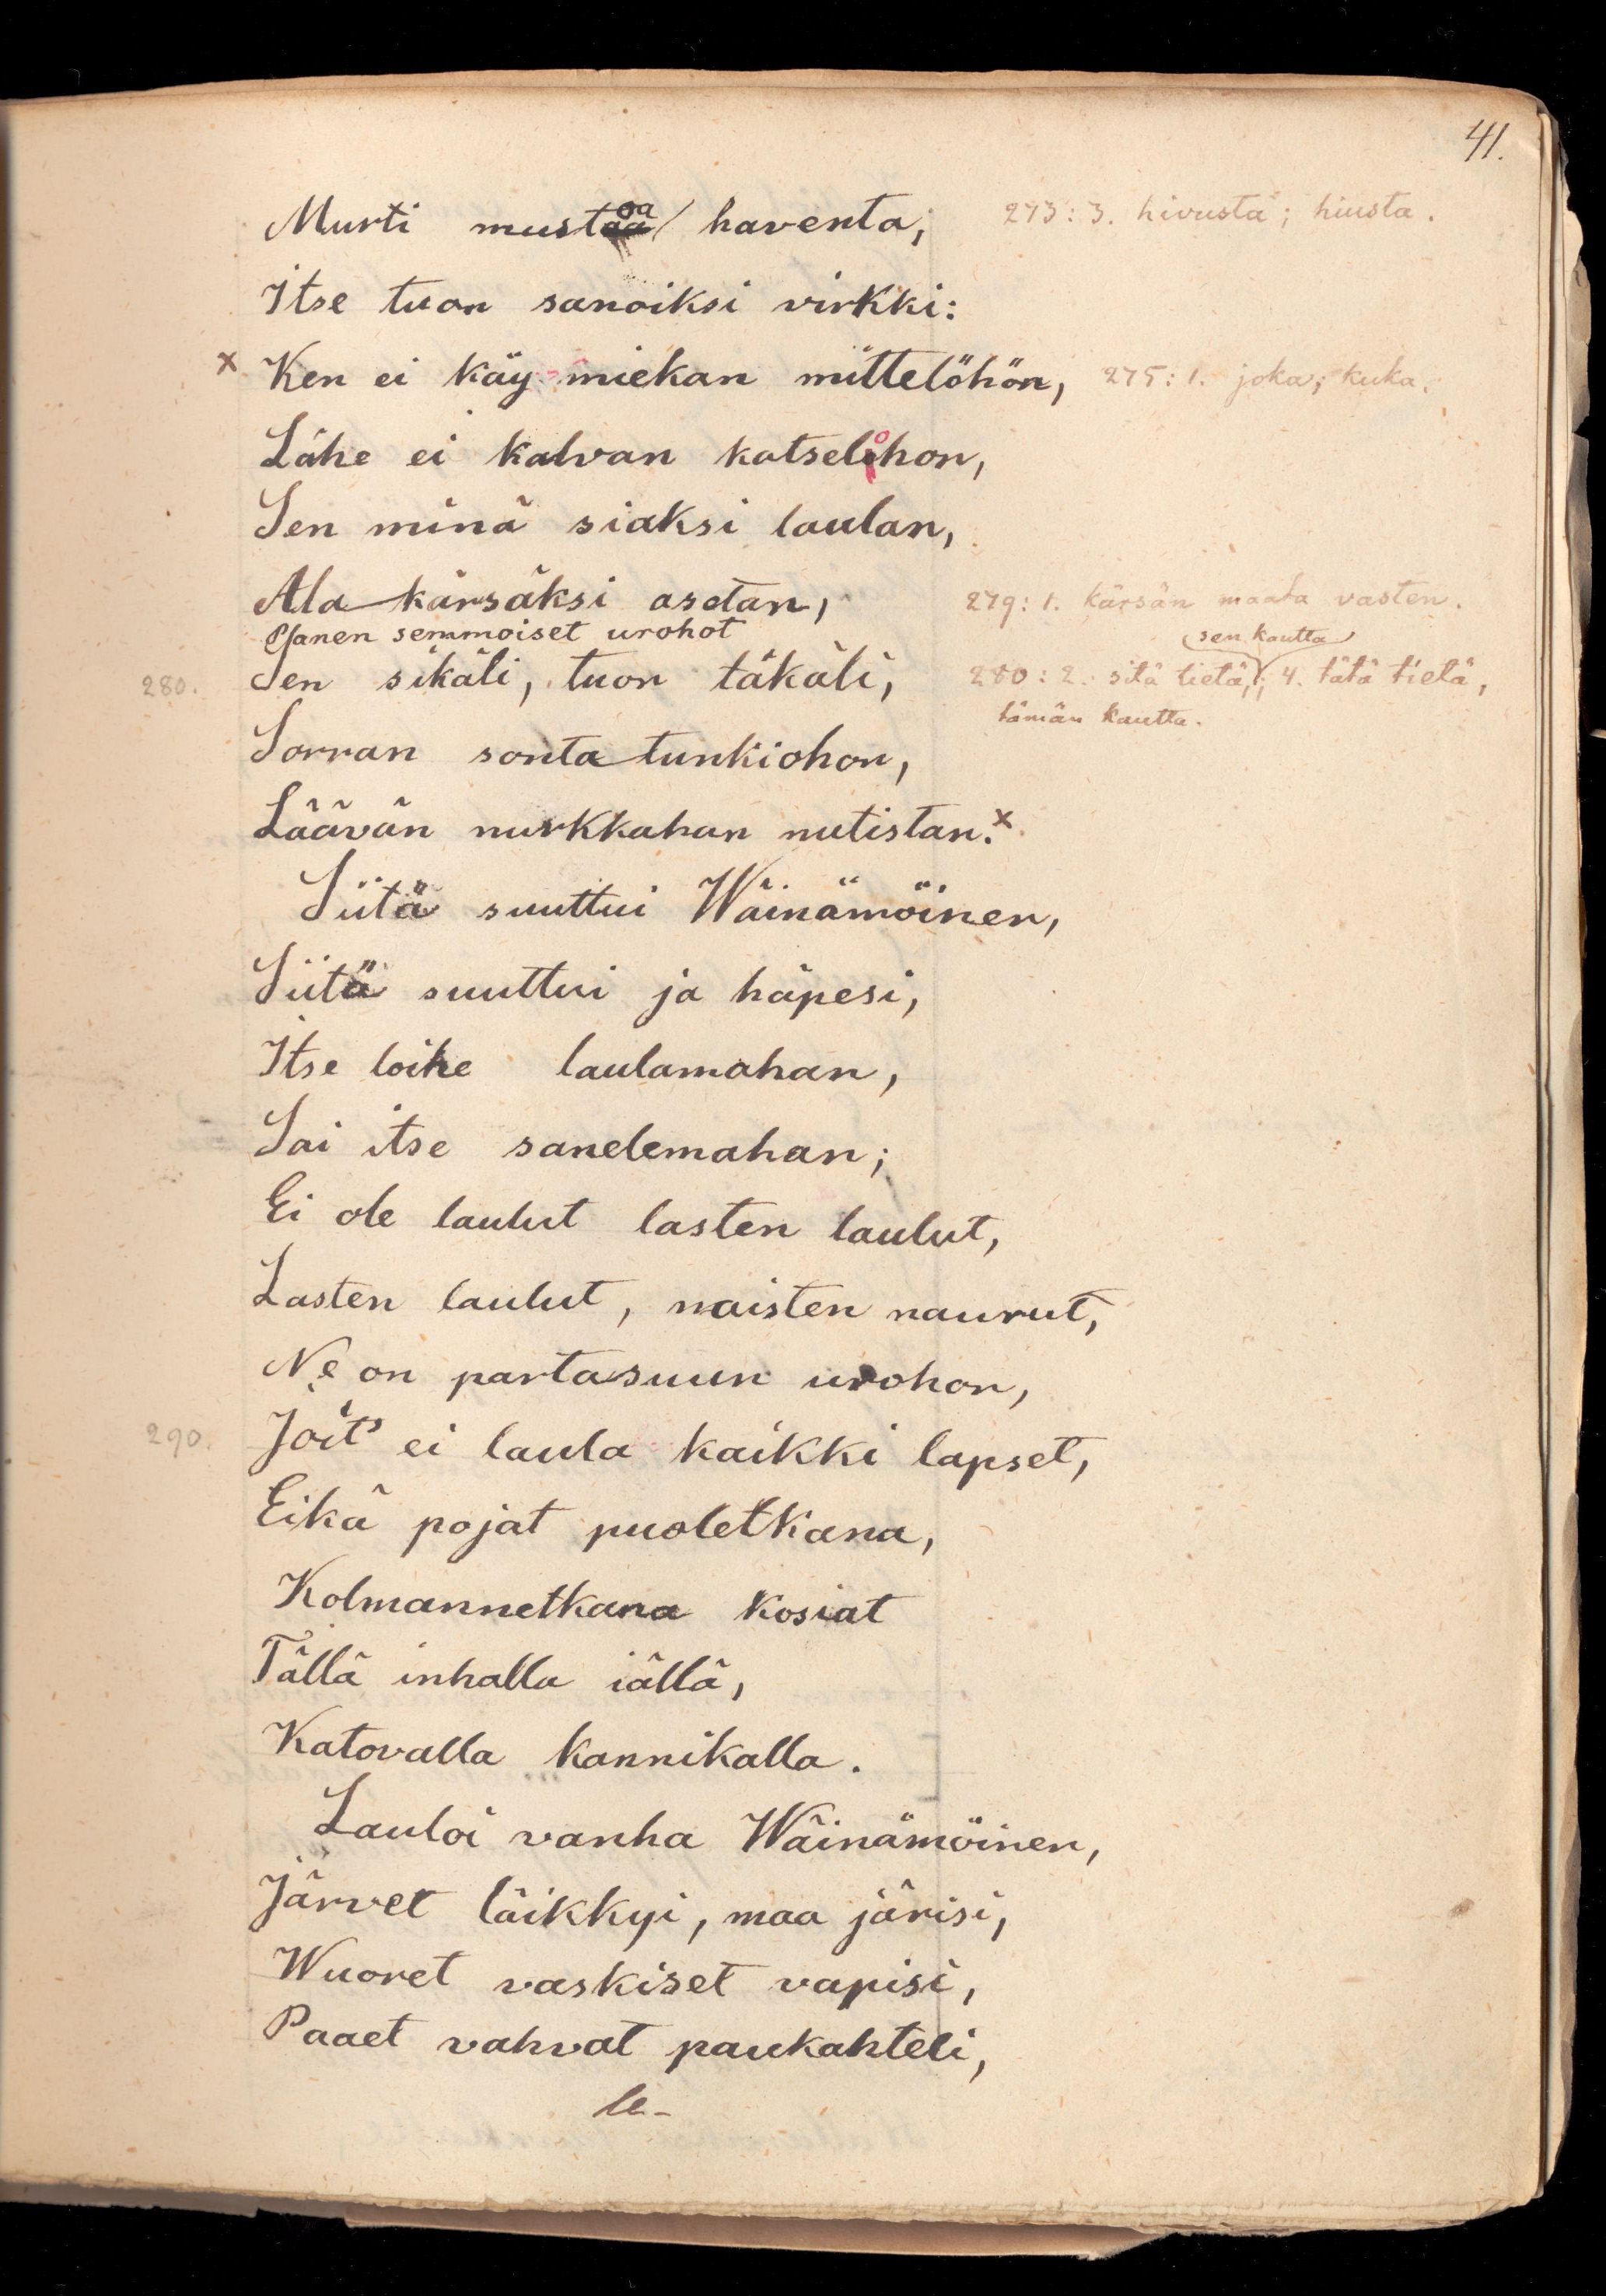 41.
Murti mustoa haventa;
273: 3. hivusta; hiusta.
Itse tuon sanoiksi virkki:
x Ken ei käy miekan mittelöhön,
275: 1. joka; kuka.
Lähe ei kalvan katselohon,
Sen minä siaksi laulan,
Ala-kärsäksi asetan,
279: 1. kärsän maata vasten.
Panen semmoiset urohot
sen kautta
280. Sen sikäli, tuon täkäli,
280: 2. sitä tietä, ; 4. tätä tietä,
tämän kautta.
Sorran sonta-tunkiohon,
Läävän nurkkahan nutistan.x
Siitä suuttui Wäinämöinen,
Siitä suuttui ja häpesi,
Itse loihe laulamahan,
Sai itse sanelemahan;
Ei ole laulut lasten laulut,
Lasten laulut, naisten naurut,
Ne on partasuun urohon,
290. Joit' ei laula kaikki lapset,
Eikä pojat puoletkana,
Kolmannetkana kosiat
Tällä inhalla iällä,
Katovalla kannikalla.
Lauloi vanha Wäinämöinen,
Järvet läikkyi, maa järisi,
Wuoret vaskiset vapisi,
Paaet vahvat paukahteli,